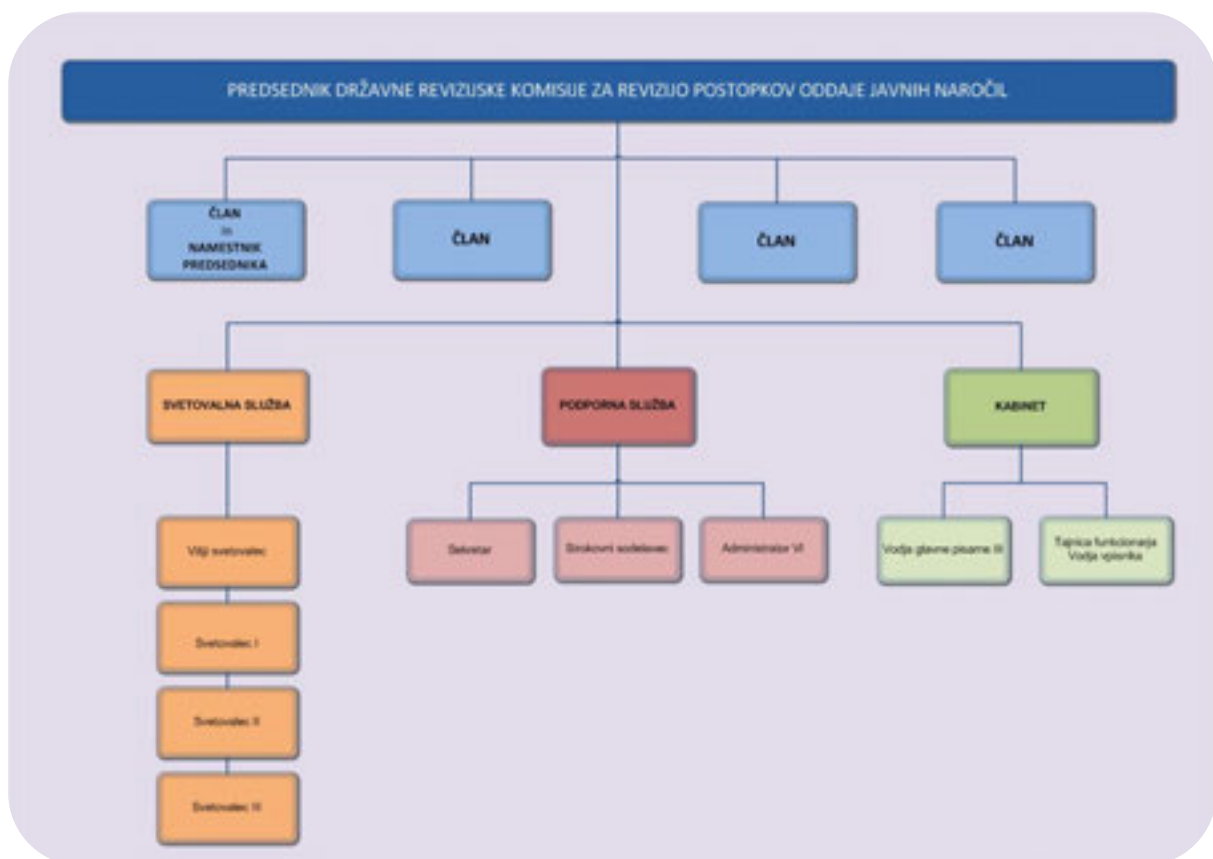 PREDSEDNIK DRŽAVNE REVIZIJSKE KOMISIJE ZA REVIZIJO POSTOPKOV ODDAJE JAVNIH NAROČIL
ČLAN
in
NAMESTNIK
PREDSEDNIKA
ČLAN
ČLAN
ČLAN
SVETOVALNA SLUŽBA
PODPORNA SLUŽBA
KABINET
Višji svetovalec
Svetovalec I
Svetovalec II
Svetovalec III
Sekretar
Strokovni sodelavec
Administrator VI
Vodja glavne pisarne III
Tajnica funkcionarja
Vodja vpisnika